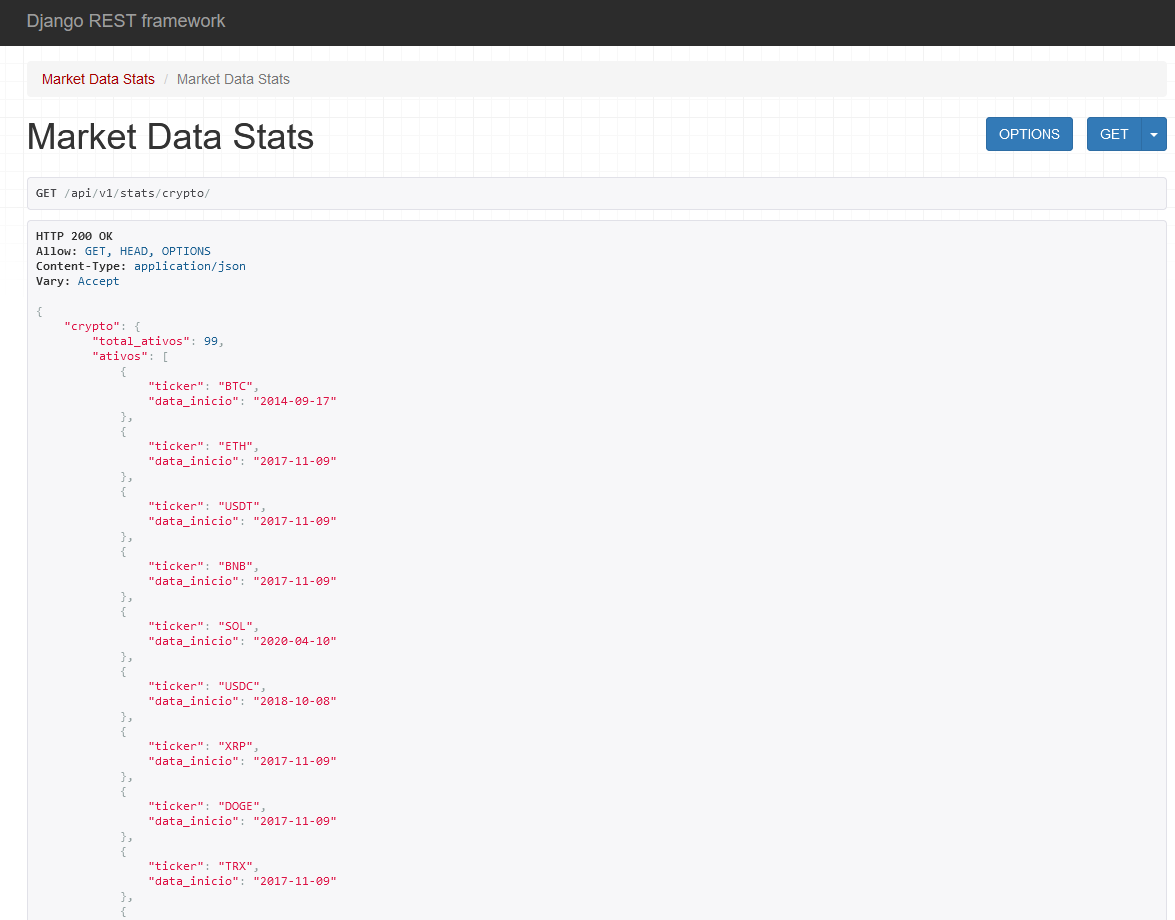 Django REST framework
Market Data Stats / Market Data Stats
Market Data Stats
OPTIONS GET
GET /api/v1/stats/crypto/
HTTP 200 OK
Allow: GET, HEAD, OPTIONS
Content-Type: application/json
Vary: Accept
{
    "crypto": {
        "total_ativos": 99,
        "ativos": [
            {
                "ticker": "BTC",
                "data_inicio": "2014-09-17"
            },
            {
                "ticker": "ETH",
                "data_inicio": "2017-11-09"
            },
            {
                "ticker": "USDT",
                "data_inicio": "2017-11-09"
            },
            {
                "ticker": "BNB",
                "data_inicio": "2017-11-09"
            },
            {
                "ticker": "SOL",
                "data_inicio": "2020-04-10"
            },
            {
                "ticker": "USDC",
                "data_inicio": "2018-10-08"
            },
            {
                "ticker": "XRP",
                "data_inicio": "2017-11-09"
            },
            {
                "ticker": "DOGE",
                "data_inicio": "2017-11-09"
            },
            {
                "ticker": "TRX",
                "data_inicio": "2017-11-09"
            },
            {